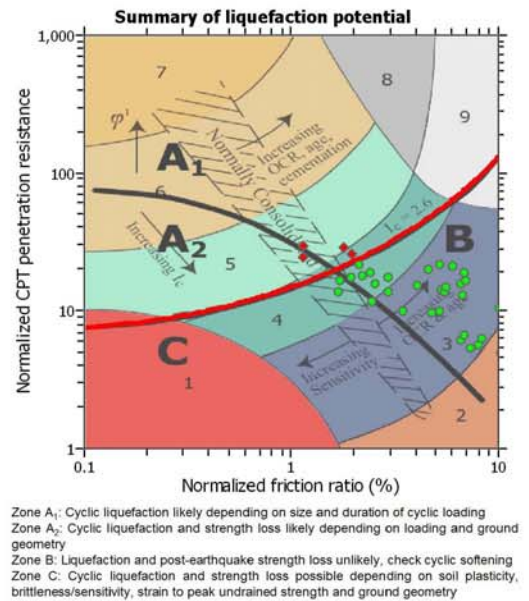 Summary of liquefaction potential
1,000
100
10
1
Normalized CPT penetration resistance
7
8
9
φ'
A1
Normally Consolidated
Increasing
OCR, age,
cementation
6
A2
Increasing Ic
5
Ic = 2.6
B
4
C
1
Increasing
Sensitivity
Increasing
OCR & age
3
2
0.1
1
10
Normalized friction ratio (%)
Zone A1: Cyclic liquefaction likely depending on size and duration of cyclic loading
Zone A2: Cyclic liquefaction and strength loss likely depending on loading and ground
geometry
Zone B: Liquefaction and post-earthquake strength loss unlikely, check cyclic softening
Zone C: Cyclic liquefaction and strength loss possible depending on soil plasticity,
brittleness/sensitivity, strain to peak undrained strength and ground geometry